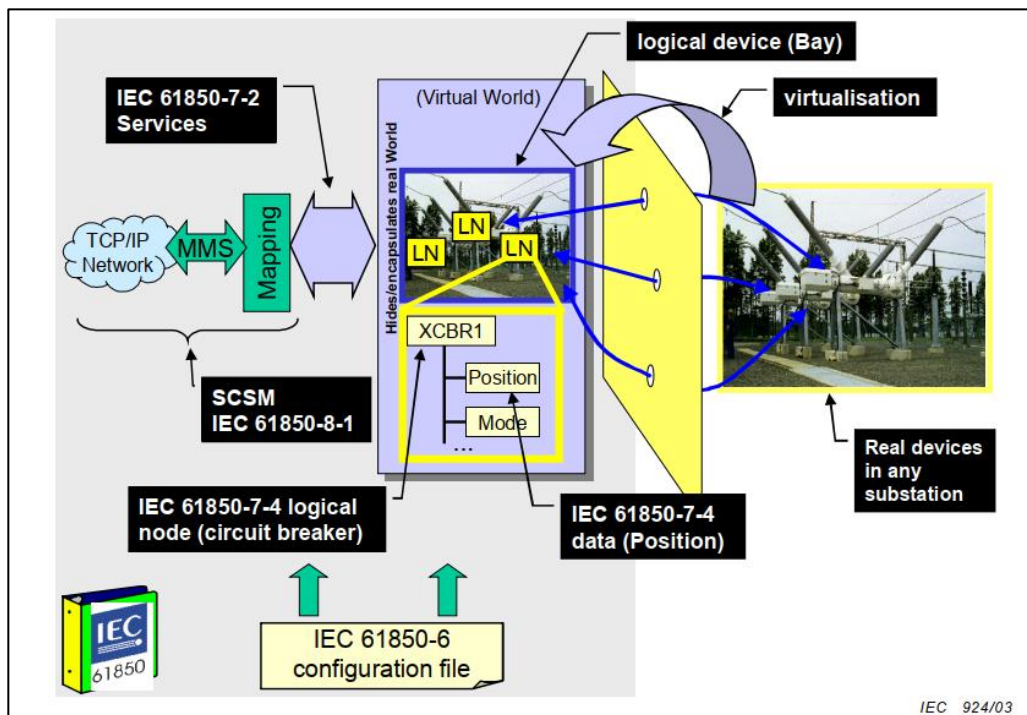 logical device (Bay)
IEC 61850-7-2
Services
(Virtual World)
virtualisation
Hides/encapsulates real World
TCP/IP
Network
MMS
Mapping
LN
LN
LN
XCBR1
Position
Mode
...
SCSM
IEC 61850-8-1
Real devices
in any
substation
IEC 61850-7-4 logical
node (circuit breaker)
IEC 61850-7-4
data (Position)
IEC
61850
IEC 61850-6
configuration file
IEC 924/03